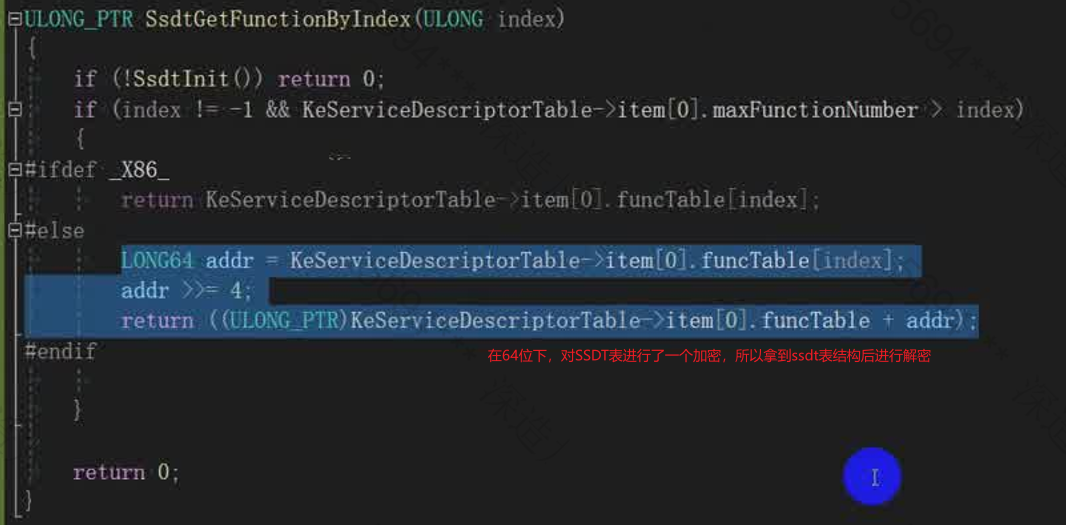 ULONG_PTR SsdtGetFunctionByIndex(ULONG index)
{
if (!SsdtInit()) return 0;
if (index != -1 && KeServiceDescriptorTable->item[0].maxFunctionNumber > index)
{
#ifdef _X86_
return KeServiceDescriptorTable->item[0].funcTable[index];
#else
LONG64 addr = KeServiceDescriptorTable->item[0].funcTable[index];
addr >>= 4;
return ((ULONG_PTR)KeServiceDescriptorTable->item[0].funcTable + addr);
#endif
在64位下，对SSDT表进行了一个加密，所以拿到ssdt表结构后进行解密
}
return 0;
}